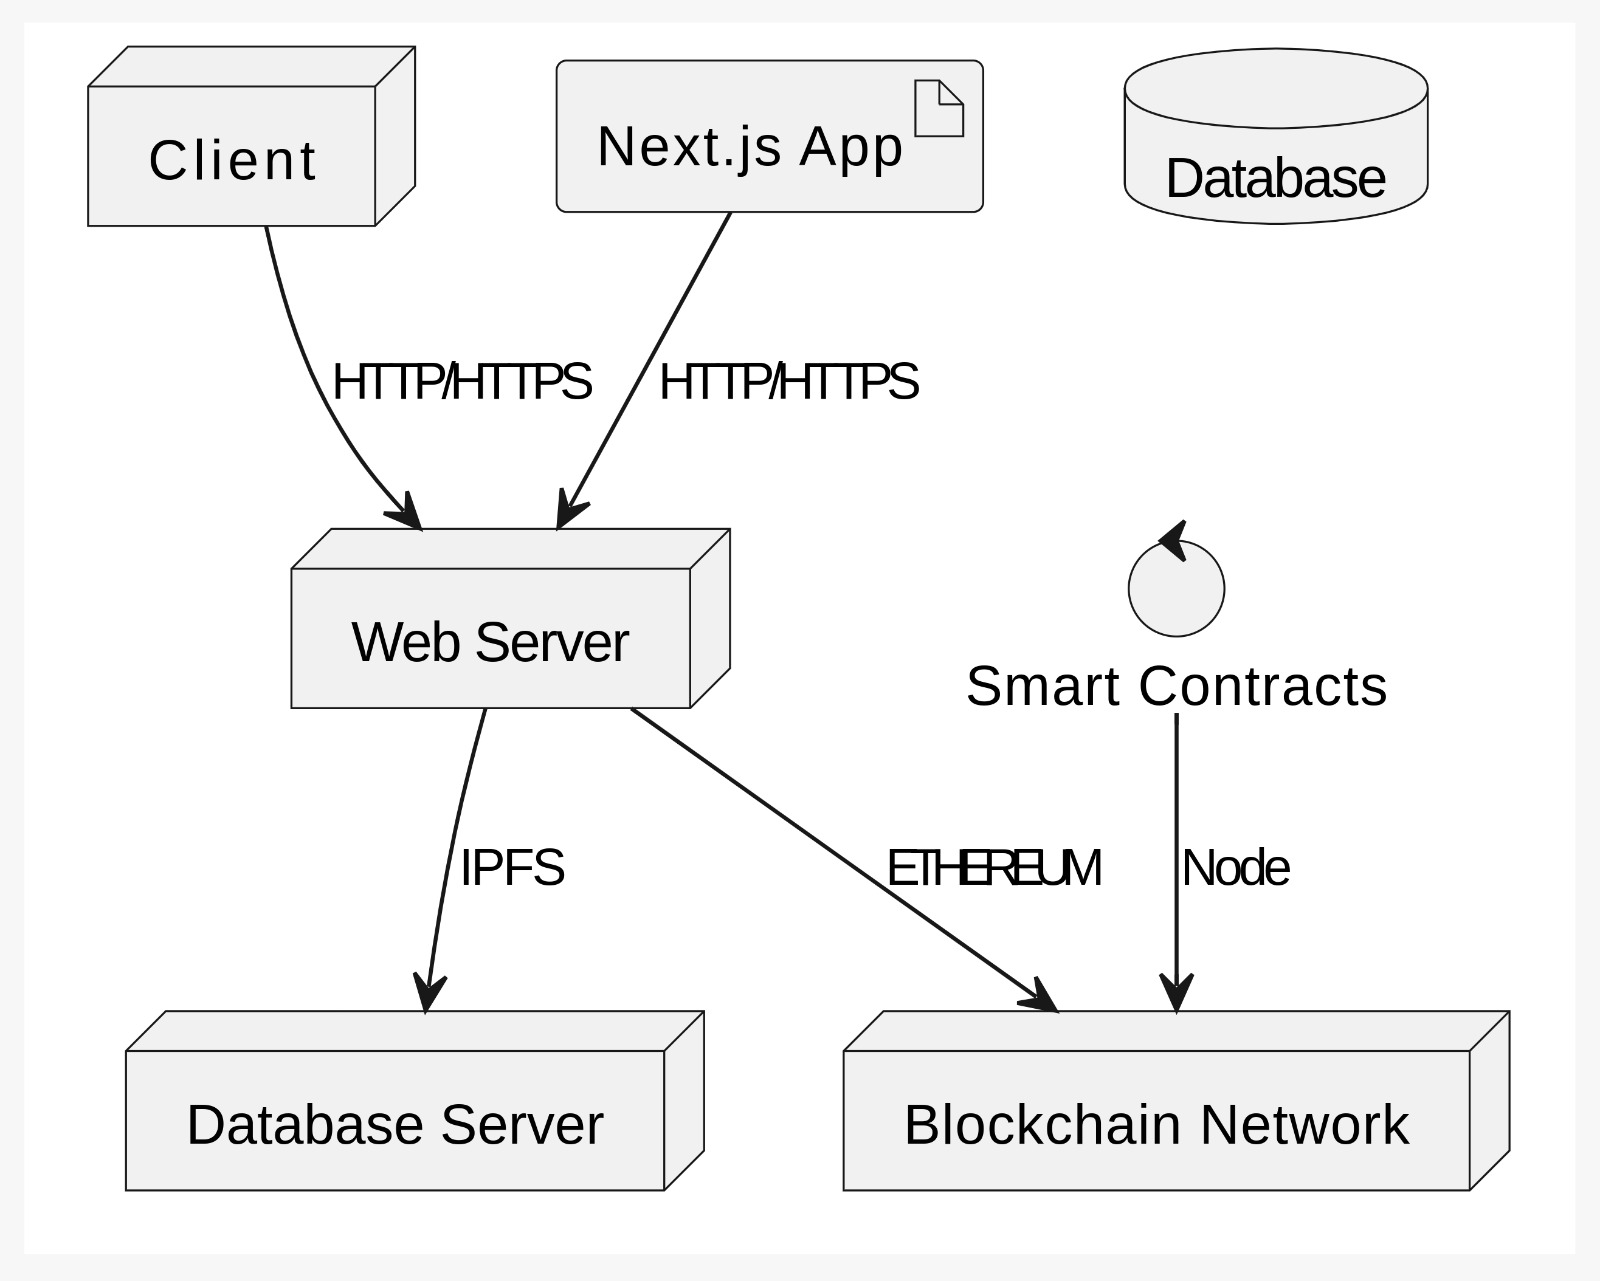 Client
Next.js App
Database
HTTP/HTTPS
HTTP/HTTPS
Web Server
Smart Contracts
IPFS
ETHEREUM
Node
Database Server
Blockchain Network